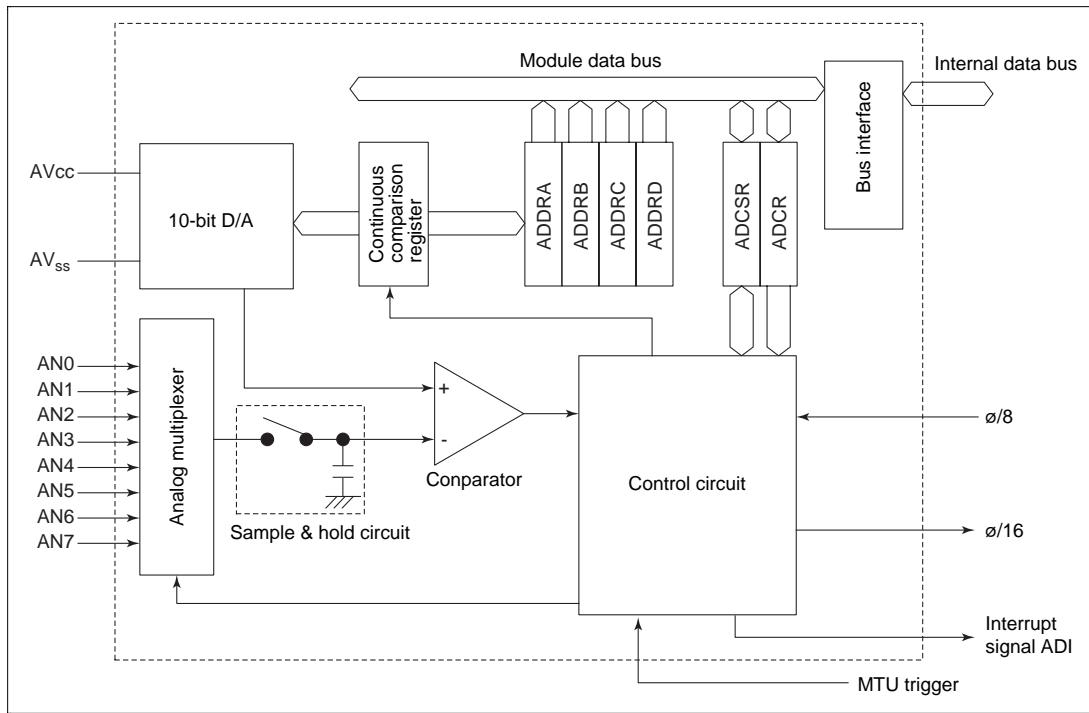 Module data bus
Internal data bus
Bus interface
AVcc
AVss
10-bit D/A
Continuous
comparison
register
ADDRA
ADDRB
ADDRC
ADDRD
ADCSR
ADCR
AN0
AN1
AN2
AN3
AN4
AN5
AN6
AN7
Analog multiplexer
+
-
Conparator
Sample & hold circuit
Control circuit
ø/8
ø/16
Interrupt
signal ADI
MTU trigger